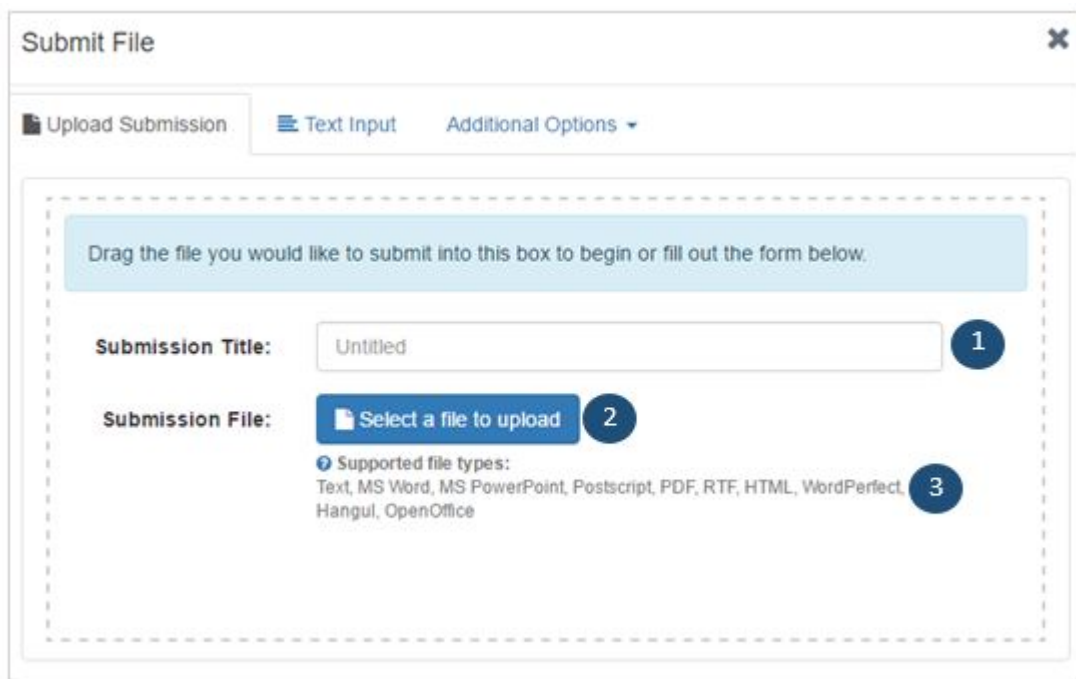 Submit File
Upload Submission
Text Input
Additional Options
Drag the file you would like to submit into this box to begin or fill out the form below.
Submission Title:
Untitled
1
Submission File:
Select a file to upload
2
Supported file types:
Text, MS Word, MS PowerPoint, Postscript, PDF, RTF, HTML, WordPerfect,
3
Hangul, OpenOffice